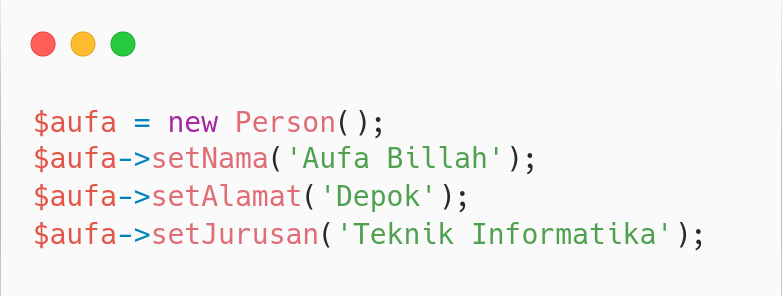 $aufa = new Person();
$aufa->setNama('Aufa Billah');
$aufa->setAlamat('Depok');
$aufa->setJurusan('Teknik Informatika');